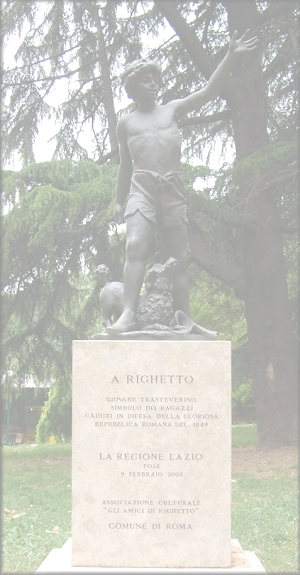 A RIGHETTO
GIOVANE TRASTEVERINO
SIMBOLO DEI RAGAZZI
CADUTI IN DIFESA DELLA GLORIOSA
REPUBBLICA ROMANA DEL 1849
LA REGIONE LAZIO
POSE
9 FEBBRAIO
ASSOCIAZIONE CULTURALE
"GLI AMICI DI RIGHETTO"
COMUNE DI ROMA